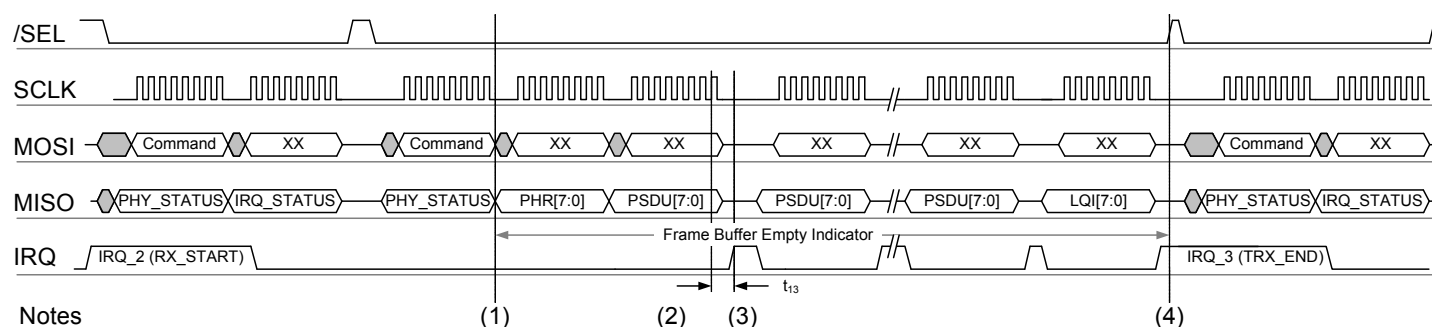 /SEL
SCLK
MOSI Command XX Command XX XX XX XX XX Command XX
MISO PHY_STATUS IRQ_STATUS PHY_STATUS PHR[7:0] PSDU[7:0] PSDU[7:0] PSDU[7:0] LQI[7:0] PHY_STATUS IRQ_STATUS
Frame Buffer Empty Indicator
IRQ IRQ_2 (RX_START) IRQ_3 (TRX_END)
t13
Notes (1) (2) (3) (4)